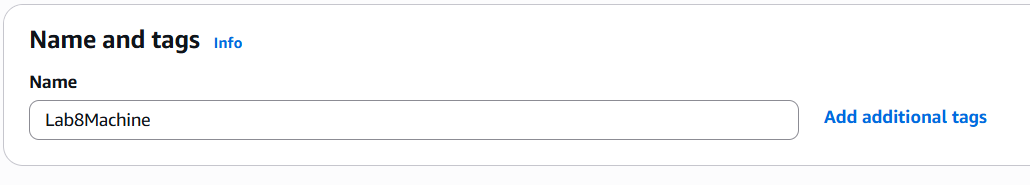 Name and tags Info
Name
Lab8Machine Add additional tags